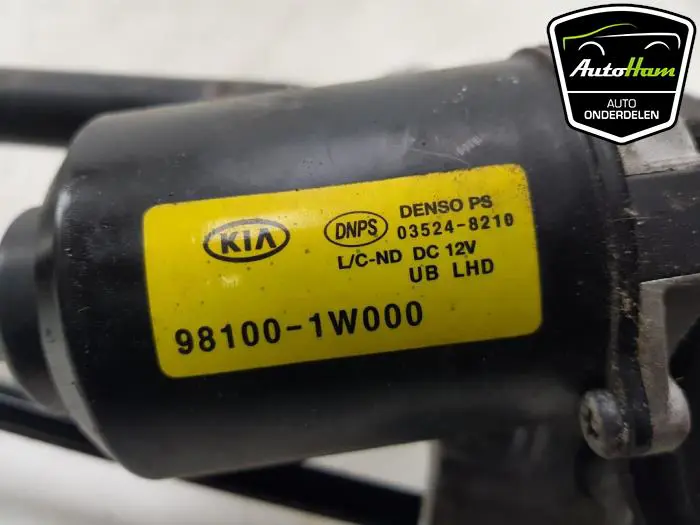 AutoHam
AUTO
ONDERDELEN
KIA
DNPS
DENSO PS
03524-8210
L/C-ND DC 12V
UB LHD
98100-1W000